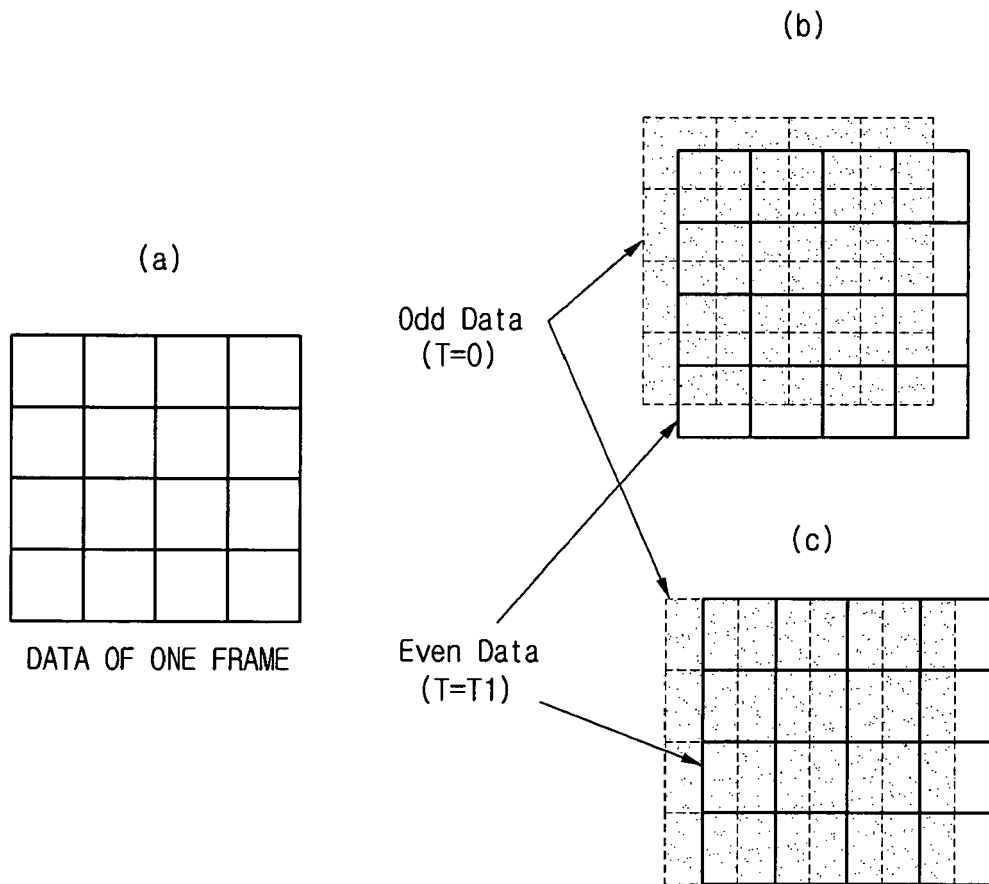 (a)
DATA OF ONE FRAME
(b)
Odd Data
(T=0)
Even Data
(T=T1)
(c)